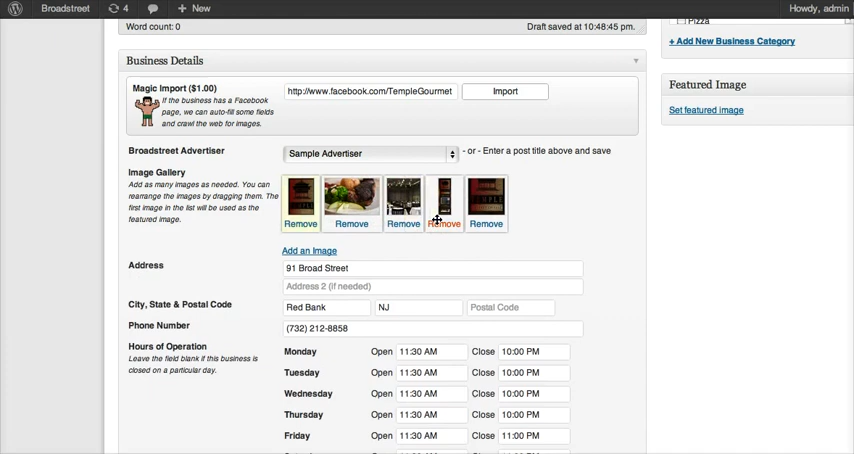 Broadstreet 4 + New Howdy, admin
Word count: 0 Draft saved at 10:48:45 pm.
Pizza
+ Add New Business Category
Business Details
Featured Image
Set featured image
Magic Import ($1.00)
If the business has a Facebook
page, we can auto-fill some fields
and crawl the web for images.
http://www.facebook.com/TempleGourmet Import
Broadstreet Advertiser Sample Advertiser - or - Enter a post title above and save
Image Gallery
Add as many images as needed. You can
rearrange the images by dragging them. The
first image in the list will be used as the
featured image.
Remove Remove Remove Remove Remove
Add an Image
Address 91 Broad Street
Address 2 (if needed)
City, State & Postal Code Red Bank NJ Postal Code
Phone Number (732) 212-8858
Hours of Operation
Leave the field blank if this business is
closed on a particular day.
Monday Open 11:30 AM Close 10:00 PM
Tuesday Open 11:30 AM Close 10:00 PM
Wednesday Open 11:30 AM Close 10:00 PM
Thursday Open 11:30 AM Close 10:00 PM
Friday Open 11:30 AM Close 11:00 PM